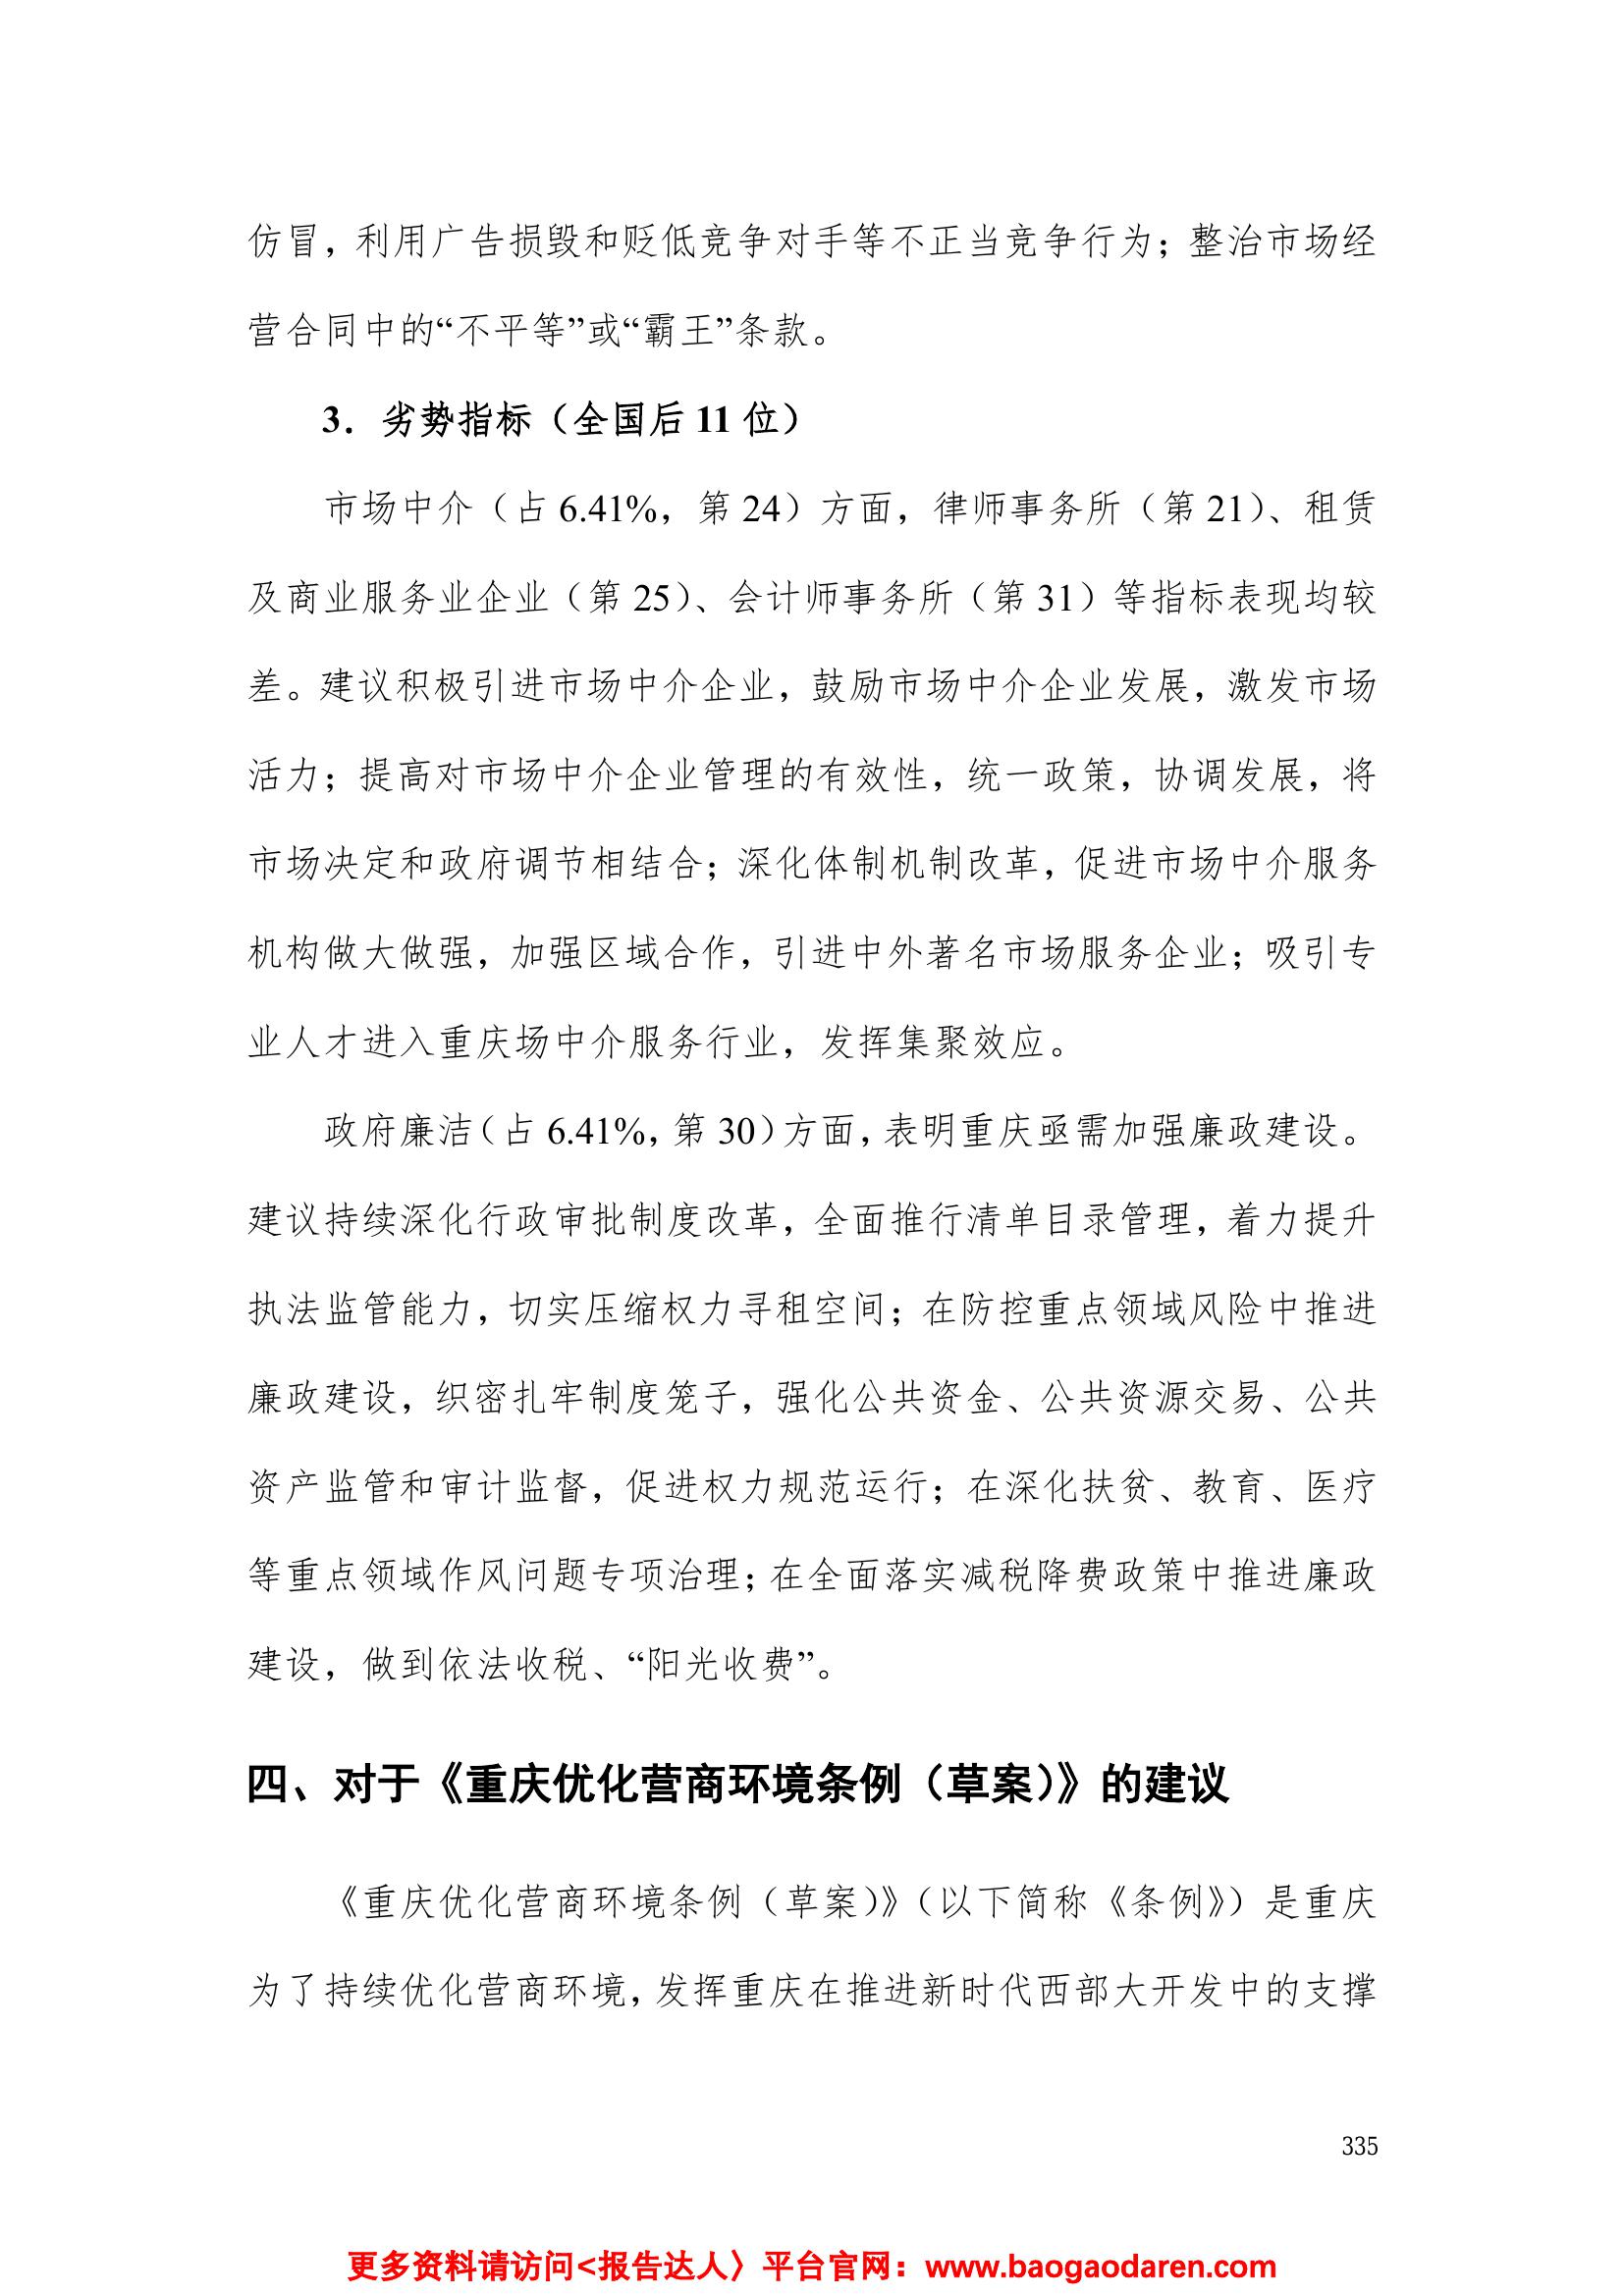 仿冒，利用广告损毁和贬低竞争对手等不正当竞争行为；整治市场经
营合同中的“不平等”或“霸王”条款。
3．劣势指标（全国后 11 位）
市场中介（占 6.41%，第 24）方面，律师事务所（第 21）、租赁
及商业服务业企业（第 25）、会计师事务所（第 31）等指标表现均较
差。建议积极引进市场中介企业，鼓励市场中介企业发展，激发市场
活力；提高对市场中介企业管理的有效性，统一政策，协调发展，将
市场决定和政府调节相结合；深化体制机制改革，促进市场中介服务
机构做大做强，加强区域合作，引进中外著名市场服务企业；吸引专
业人才进入重庆场中介服务行业，发挥集聚效应。
政府廉洁（占 6.41%，第 30）方面，表明重庆亟需加强廉政建设。
建议持续深化行政审批制度改革，全面推行清单目录管理，着力提升
执法监管能力，切实压缩权力寻租空间；在防控重点领域风险中推进
廉政建设，织密扎牢制度笼子，强化公共资金、公共资源交易、公共
资产监管和审计监督，促进权力规范运行；在深化扶贫、教育、医疗
等重点领域作风问题专项治理；在全面落实减税降费政策中推进廉政
建设，做到依法收税、“阳光收费”。
四、对于《重庆优化营商环境条例（草案）》的建议
《重庆优化营商环境条例（草案）》（以下简称《条例》）是重庆
为了持续优化营商环境，发挥重庆在推进新时代西部大开发中的支撑
335
更多资料请访问<报告达人〉平台官网：www.baogaodaren.com